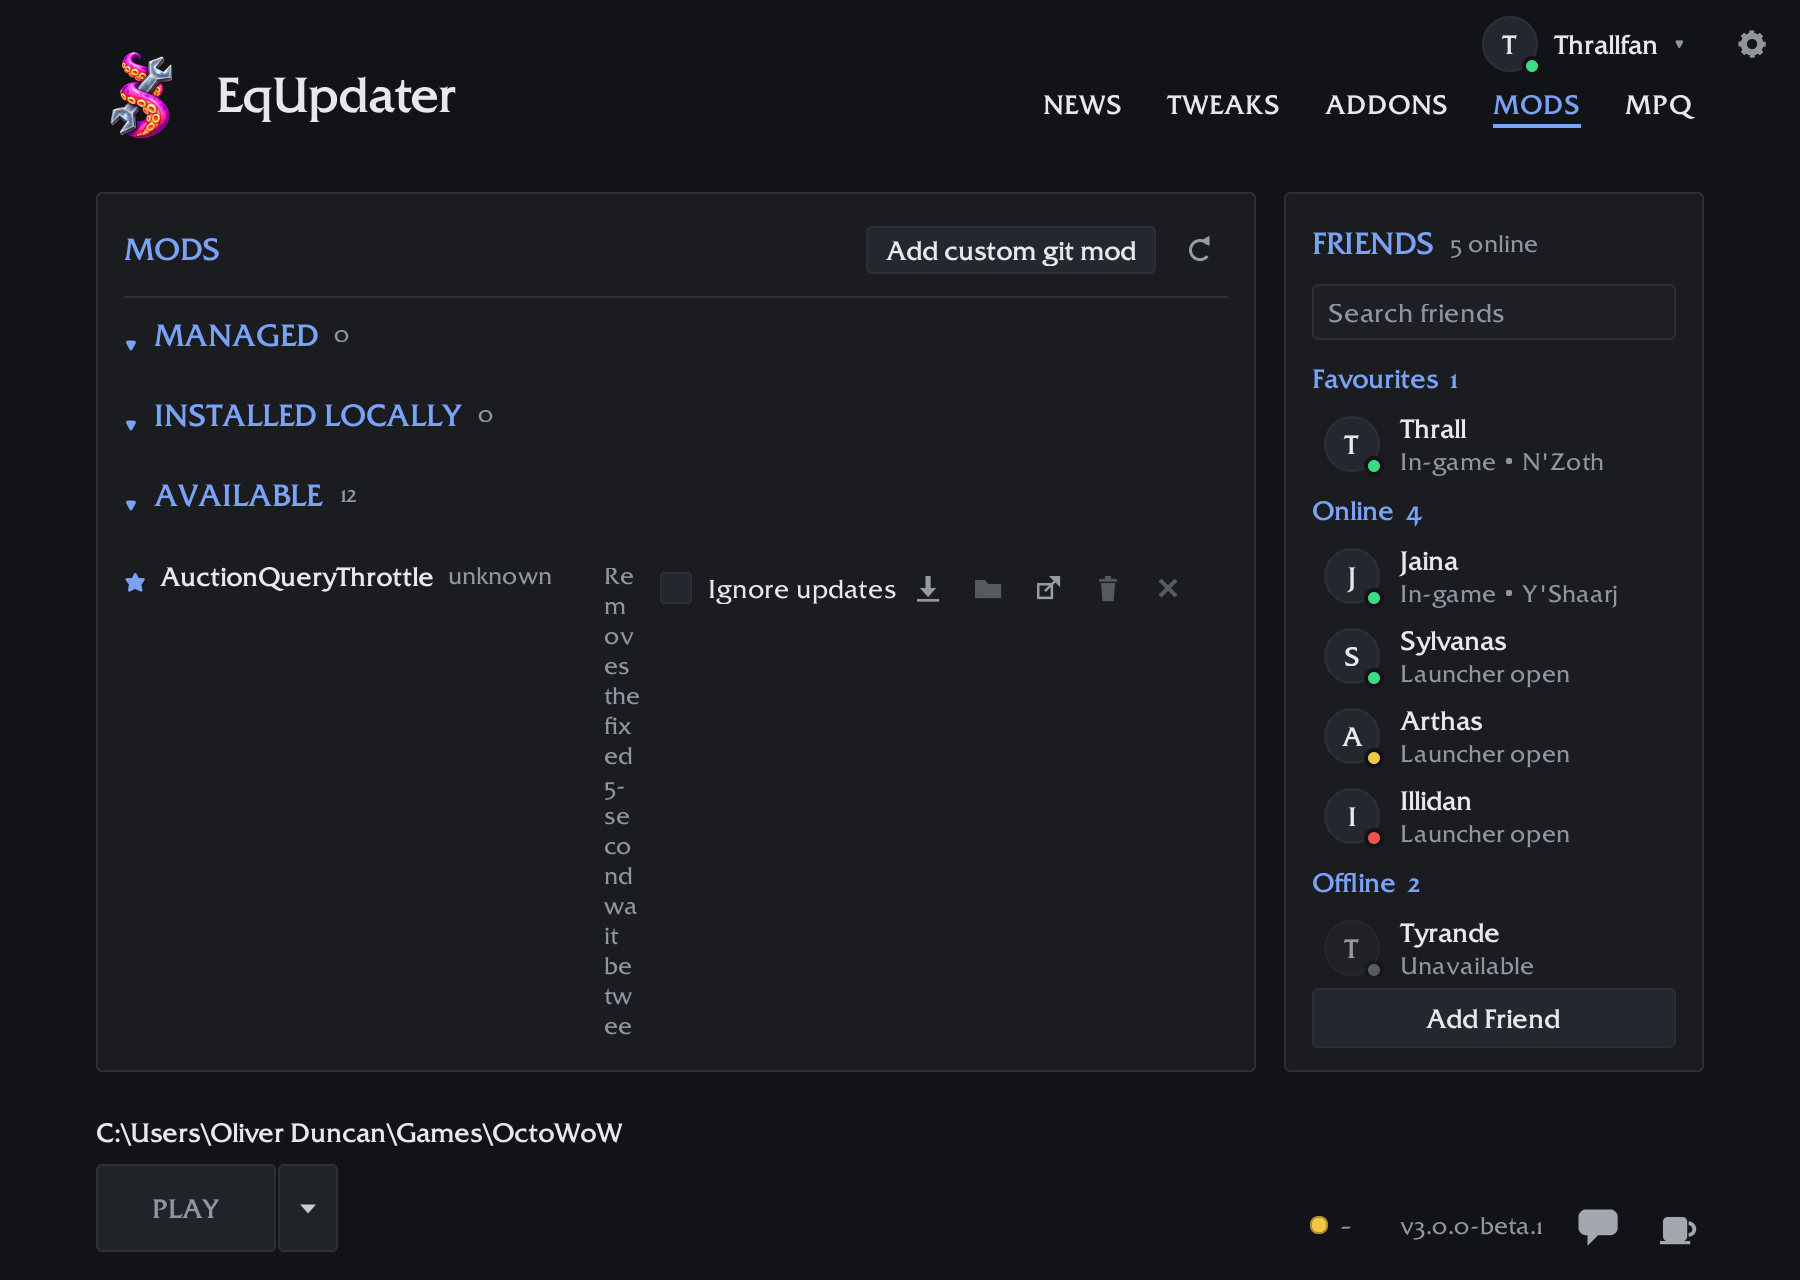 T Thrallfan
EqUpdater
NEWS TWEAKS ADDONS MODS MPQ
MODS
Add custom git mod
MANAGED 0
INSTALLED LOCALLY 0
AVAILABLE 12
AuctionQueryThrottle unknown
Re
m
ov
es
the
fix
ed
5-
se
co
nd
wa
it
be
tw
ee
Ignore updates
FRIENDS 5 online
Search friends
Favourites 1
T
Thrall
In-game • N'Zoth
Online 4
J
Jaina
In-game • Y'Shaarj
S
Sylvanas
Launcher open
A
Arthas
Launcher open
I
Illidan
Launcher open
Offline 2
T
Tyrande
Unavailable
Add Friend
C:\Users\Oliver Duncan\Games\OctoWoW
PLAY
-
v3.0.0-beta.1